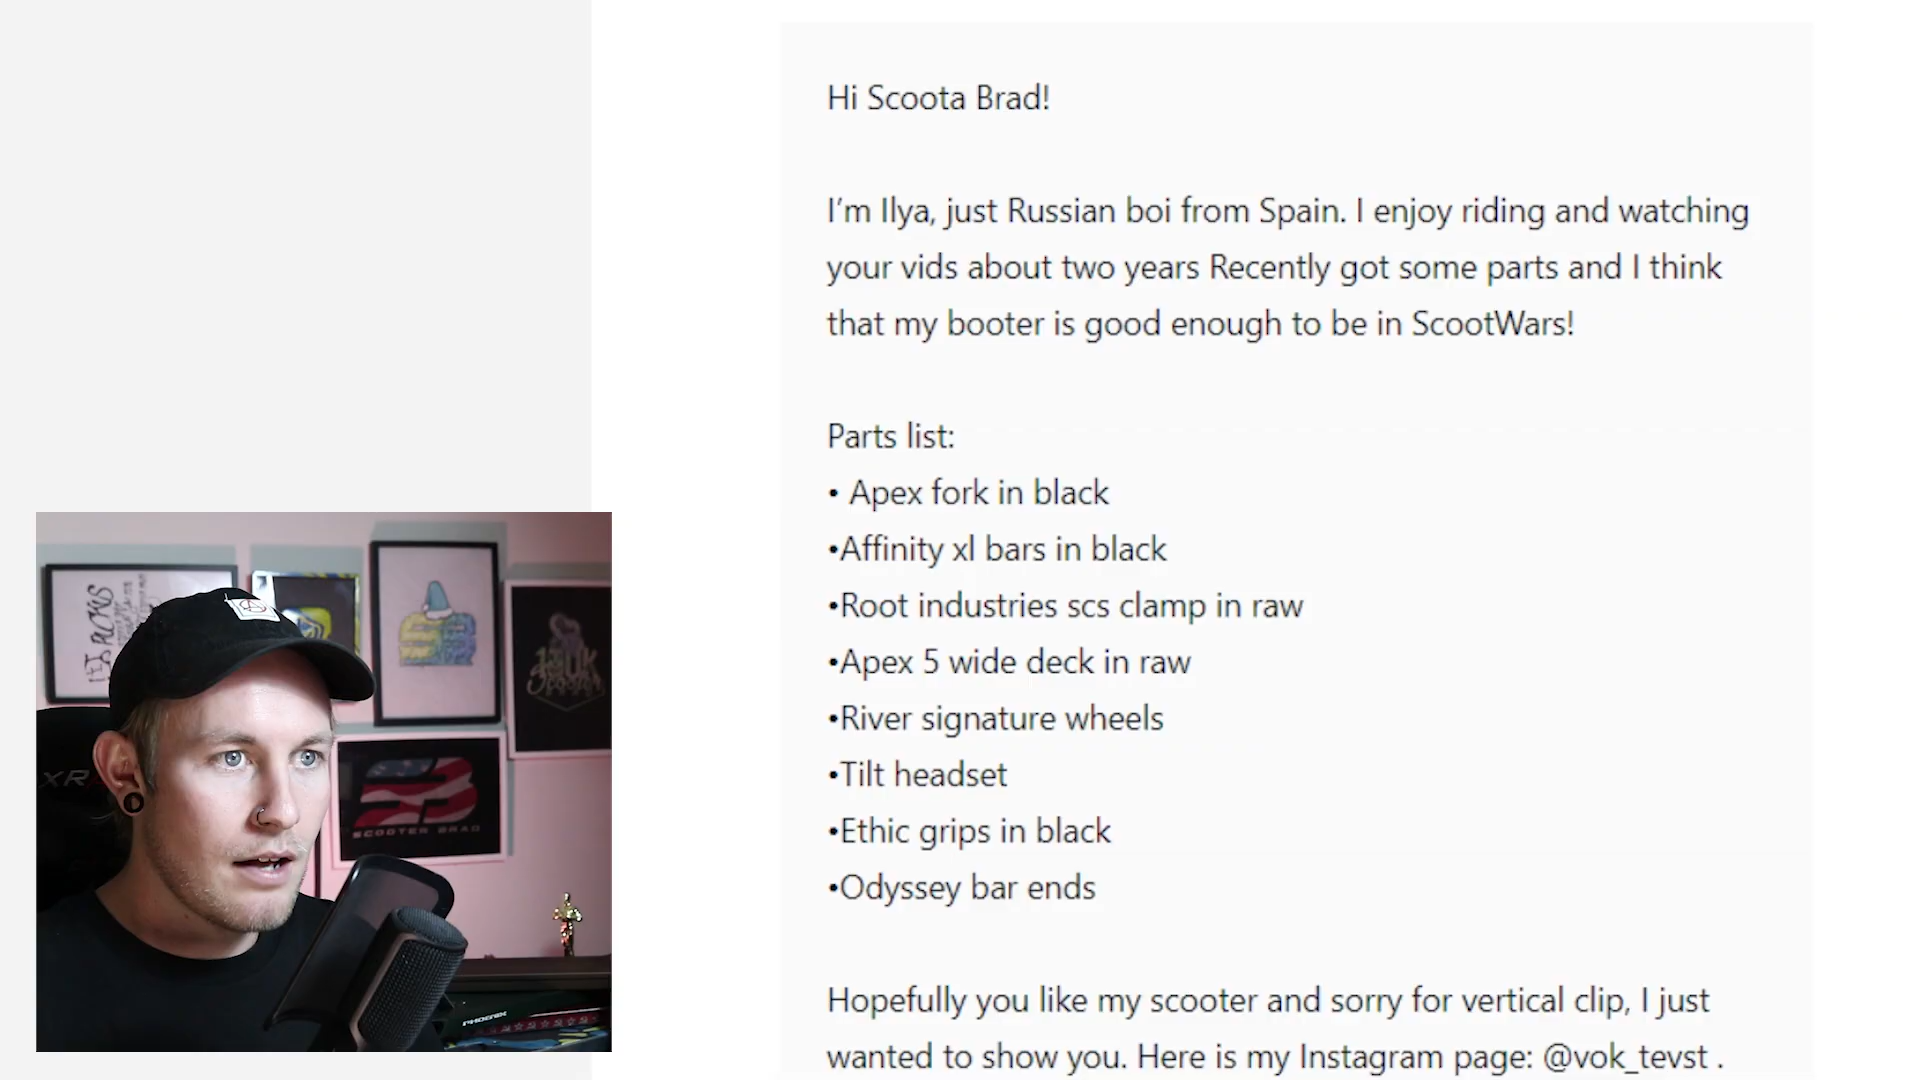 Hi Scoota Brad!
I’m Ilya, just Russian boi from Spain. I enjoy riding and watching
your vids about two years Recently got some parts and I think
that my booter is good enough to be in ScootWars!
Parts list:
• Apex fork in black
•Affinity xl bars in black
•Root industries scs clamp in raw
•Apex 5 wide deck in raw
•River signature wheels
•Tilt headset
•Ethic grips in black
•Odyssey bar ends
Hopefully you like my scooter and sorry for vertical clip, I just
wanted to show you. Here is my Instagram page: @vok_tevst .
XR
SCOOTER BRAD
PHOENIX